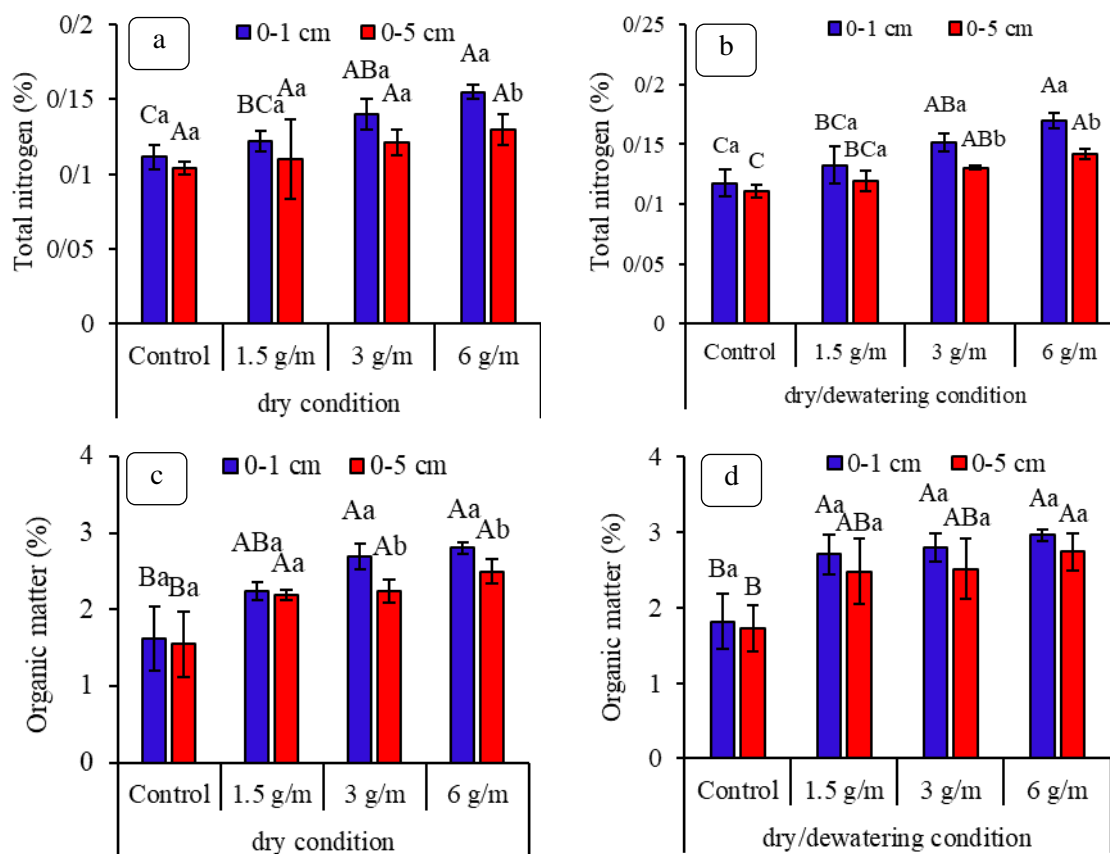 a
0-1 cm 0-5 cm
Total nitrogen (%)
0/2
0/15
0/1
0/05
0
Ca Aa BCa Aa ABa Aa Aa Ab
Control 1.5 g/m 3 g/m 6 g/m
dry condition
b
0-1 cm 0-5 cm
Total nitrogen (%)
0/25
0/2
0/15
0/1
0/05
0
Ca C BCa BCa ABa ABb Aa Ab
Control 1.5 g/m 3 g/m 6 g/m
dry/dewatering condition
c
0-1 cm 0-5 cm
Organic matter (%)
4
3
2
1
0
Ba Ba ABa Aa Aa Ab Aa Ab
Control 1.5 g/m 3 g/m 6 g/m
dry condition
d
0-1 cm 0-5 cm
Organic matter (%)
4
3
2
1
0
Ba B Aa ABa Aa ABa Aa Aa
Control 1.5 g/m 3 g/m 6 g/m
dry/dewatering condition